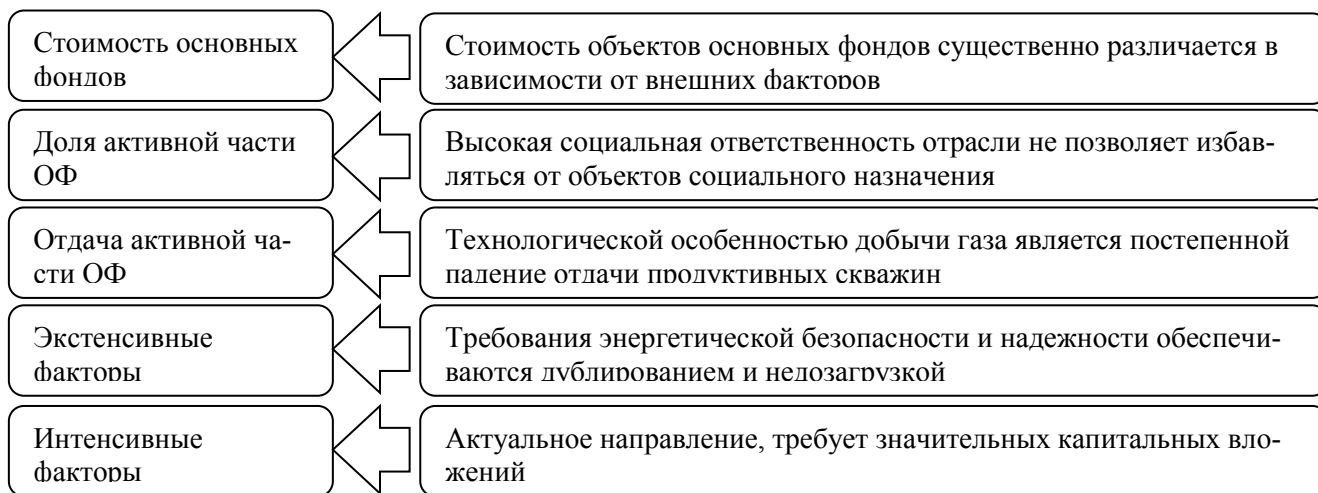 Стоимость основных
фондов
Стоимость объектов основных фондов существенно различается в
зависимости от внешних факторов
Доля активной части
ОФ
Высокая социальная ответственность отрасли не позволяет избав-
ляться от объектов социального назначения
Отдача активной ча-
сти ОФ
Технологической особенностью добычи газа является постепенной
падение отдачи продуктивных скважин
Экстенсивные
факторы
Требования энергетической безопасности и надежности обеспечи-
ваются дублированием и недозагрузкой
Интенсивные
факторы
Актуальное направление, требует значительных капитальных вло-
жений